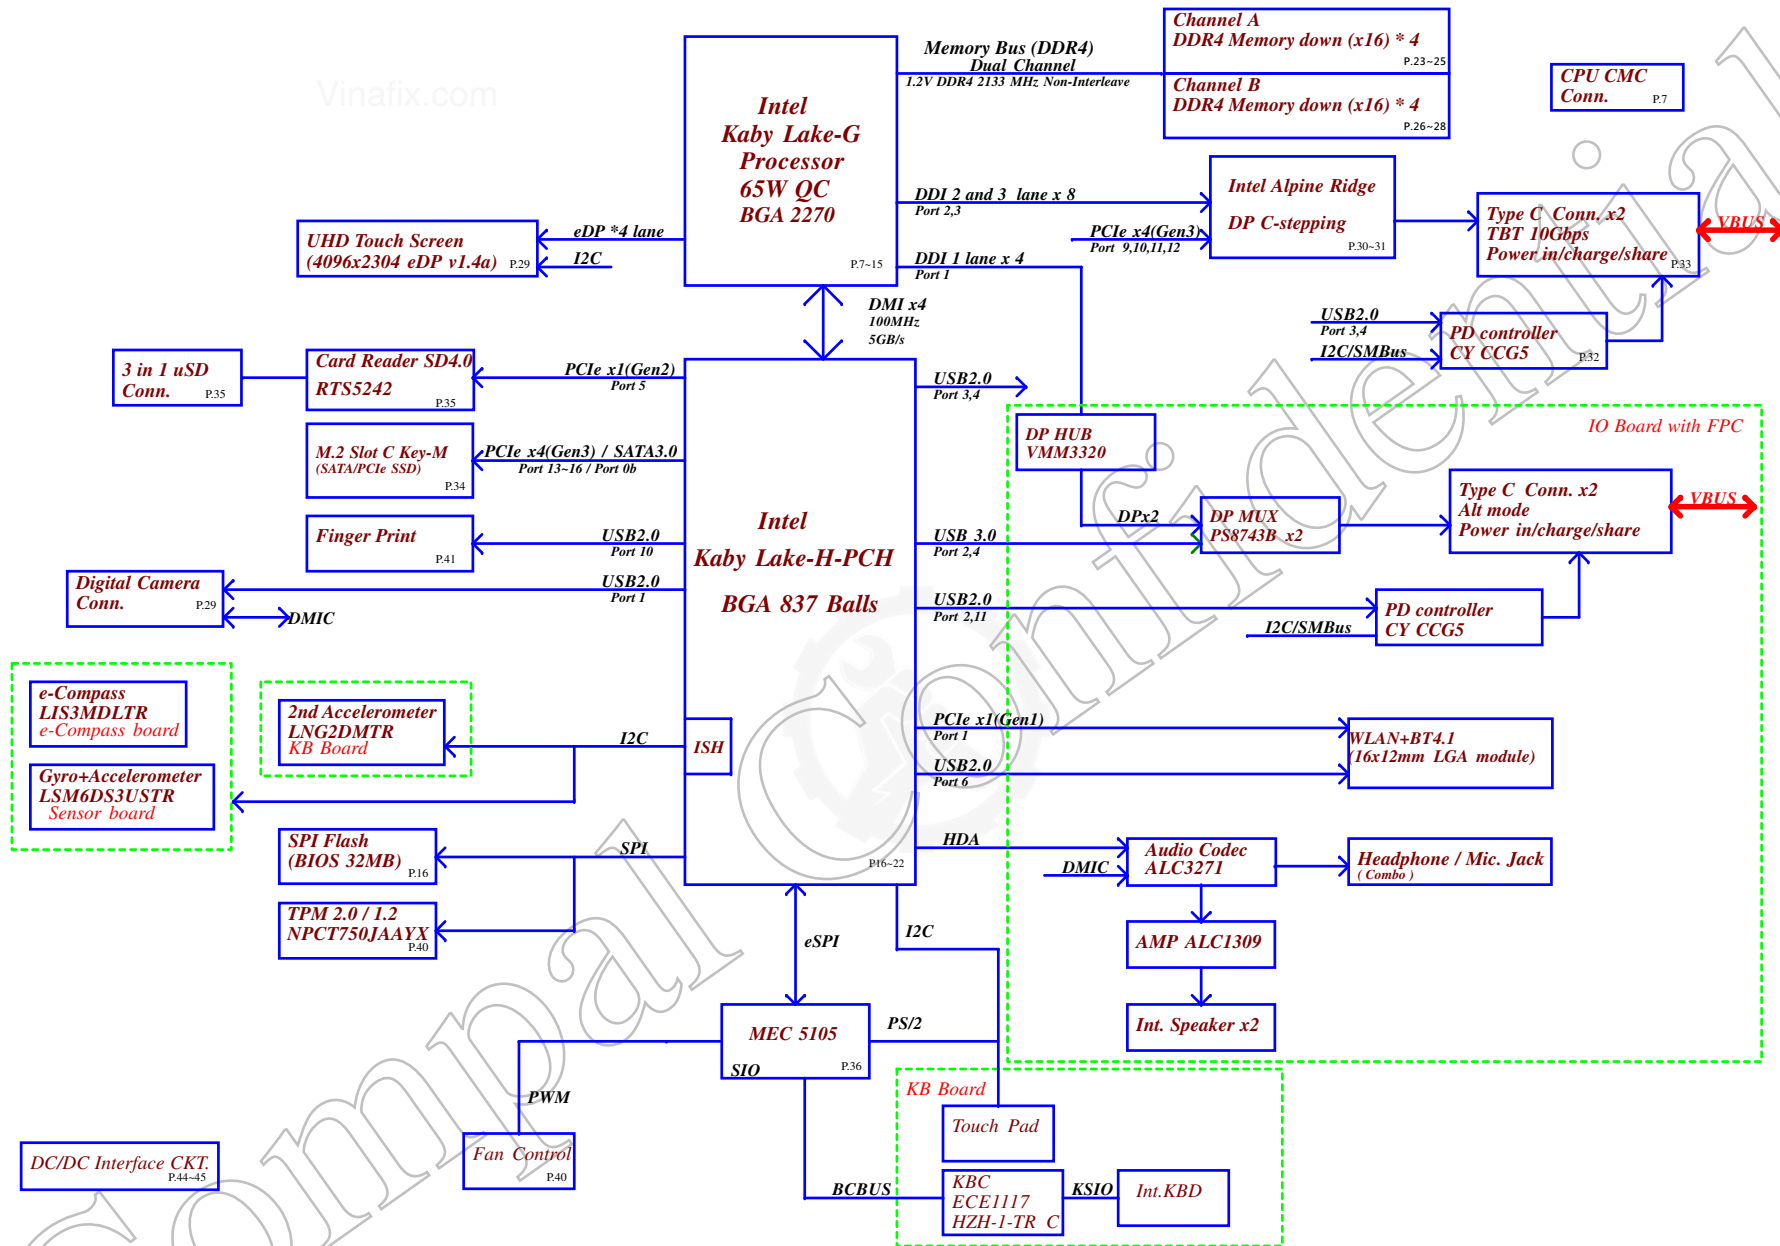 Vinafix.com
Compal Confidential
Intel
Kaby Lake-G
Processor
65W QC
BGA 2270
P.7~15
Memory Bus (DDR4)
Dual Channel
1.2V DDR4 2133 MHz Non-Interleave
Channel A
DDR4 Memory down (x16) * 4
P.23~25
Channel B
DDR4 Memory down (x16) * 4
P.26~28
CPU CMC
Conn.
P.7
DDI 2 and 3 lane x 8
Port 2,3
PCIe x4(Gen3)
Port 9,10,11,12
Intel Alpine Ridge
DP C-stepping
P.30~31
Type C Conn. x2
TBT 10Gbps
Power in/charge/share
P.33
VBUS
DDI 1 lane x 4
Port 1
UHD Touch Screen
(4096x2304 eDP v1.4a)
P.29
eDP *4 lane
I2C
DMI x4
100MHz
5GB/s
USB2.0
Port 3,4
I2C/SMBus
PD controller
CY CCG5
P.32
3 in 1 uSD
Conn.
P.35
Card Reader SD4.0
RTS5242
P.35
PCIe x1(Gen2)
Port 5
USB2.0
Port 3,4
M.2 Slot C Key-M
(SATA/PCIe SSD)
P.34
PCIe x4(Gen3) / SATA3.0
Port 13~16 / Port 0b
Finger Print
P.41
USB2.0
Port 10
Digital Camera
Conn.
P.29
USB2.0
Port 1
DMIC
Intel
Kaby Lake-H-PCH
BGA 837 Balls
P16~22
IO Board with FPC
DP HUB
VMM3320
DPx2
DP MUX
PS8743B x2
USB 3.0
Port 2,4
Type C Conn. x2
Alt mode
Power in/charge/share
VBUS
USB2.0
Port 2,11
I2C/SMBus
PD controller
CY CCG5
e-Compass
LIS3MDLTR
e-Compass board
Gyro+Accelerometer
LSM6DS3USTR
Sensor board
2nd Accelerometer
LNG2DMTR
KB Board
I2C
ISH
PCIe x1(Gen1)
Port 1
USB2.0
Port 6
WLAN+BT4.1
(16x12mm LGA module)
SPI Flash
(BIOS 32MB)
P.16
SPI
TPM 2.0 / 1.2
NPCT750JAAYX
P.40
HDA
DMIC
Audio Codec
ALC3271
Headphone / Mic. Jack
( Combo )
AMP ALC1309
Int. Speaker x2
eSPI
I2C
MEC 5105
SIO
P.36
PS/2
PWM
Fan Control
P.40
DC/DC Interface CKT.
P.44~45
KB Board
Touch Pad
BCBUS
KBC
ECE1117
HZH-1-TR C
KSIO
Int.KBD